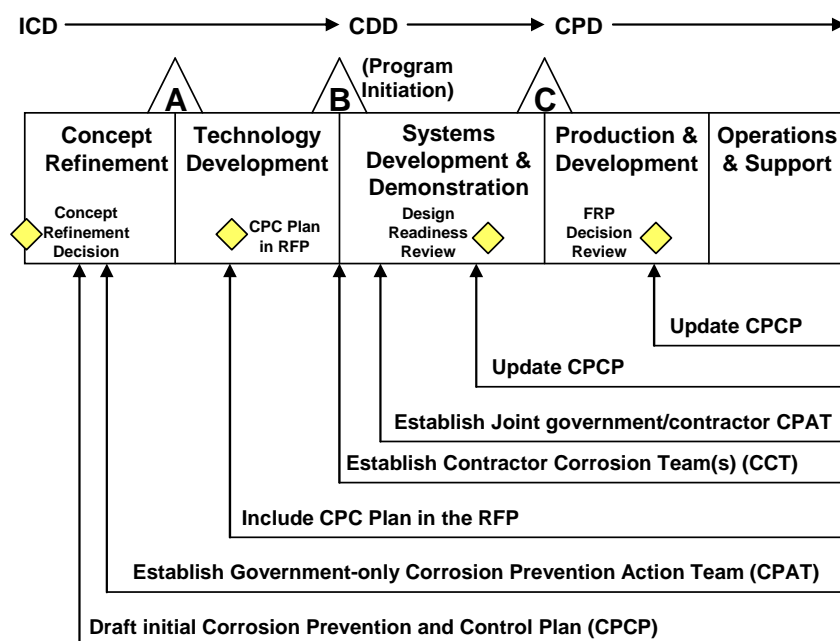 ICD
CDD
CPD
(Program
Initiation)
A
B
C
Concept
Refinement
Technology
Development
Systems
Development &
Demonstration
Production &
Development
Operations
& Support
Concept
Refinement
Decision
CPC Plan
in RFP
Design
Readiness
Review
FRP
Decision
Review
Update CPCP
Update CPCP
Establish Joint government/contractor CPAT
Establish Contractor Corrosion Team(s) (CCT)
Include CPC Plan in the RFP
Establish Government-only Corrosion Prevention Action Team (CPAT)
Draft initial Corrosion Prevention and Control Plan (CPCP)